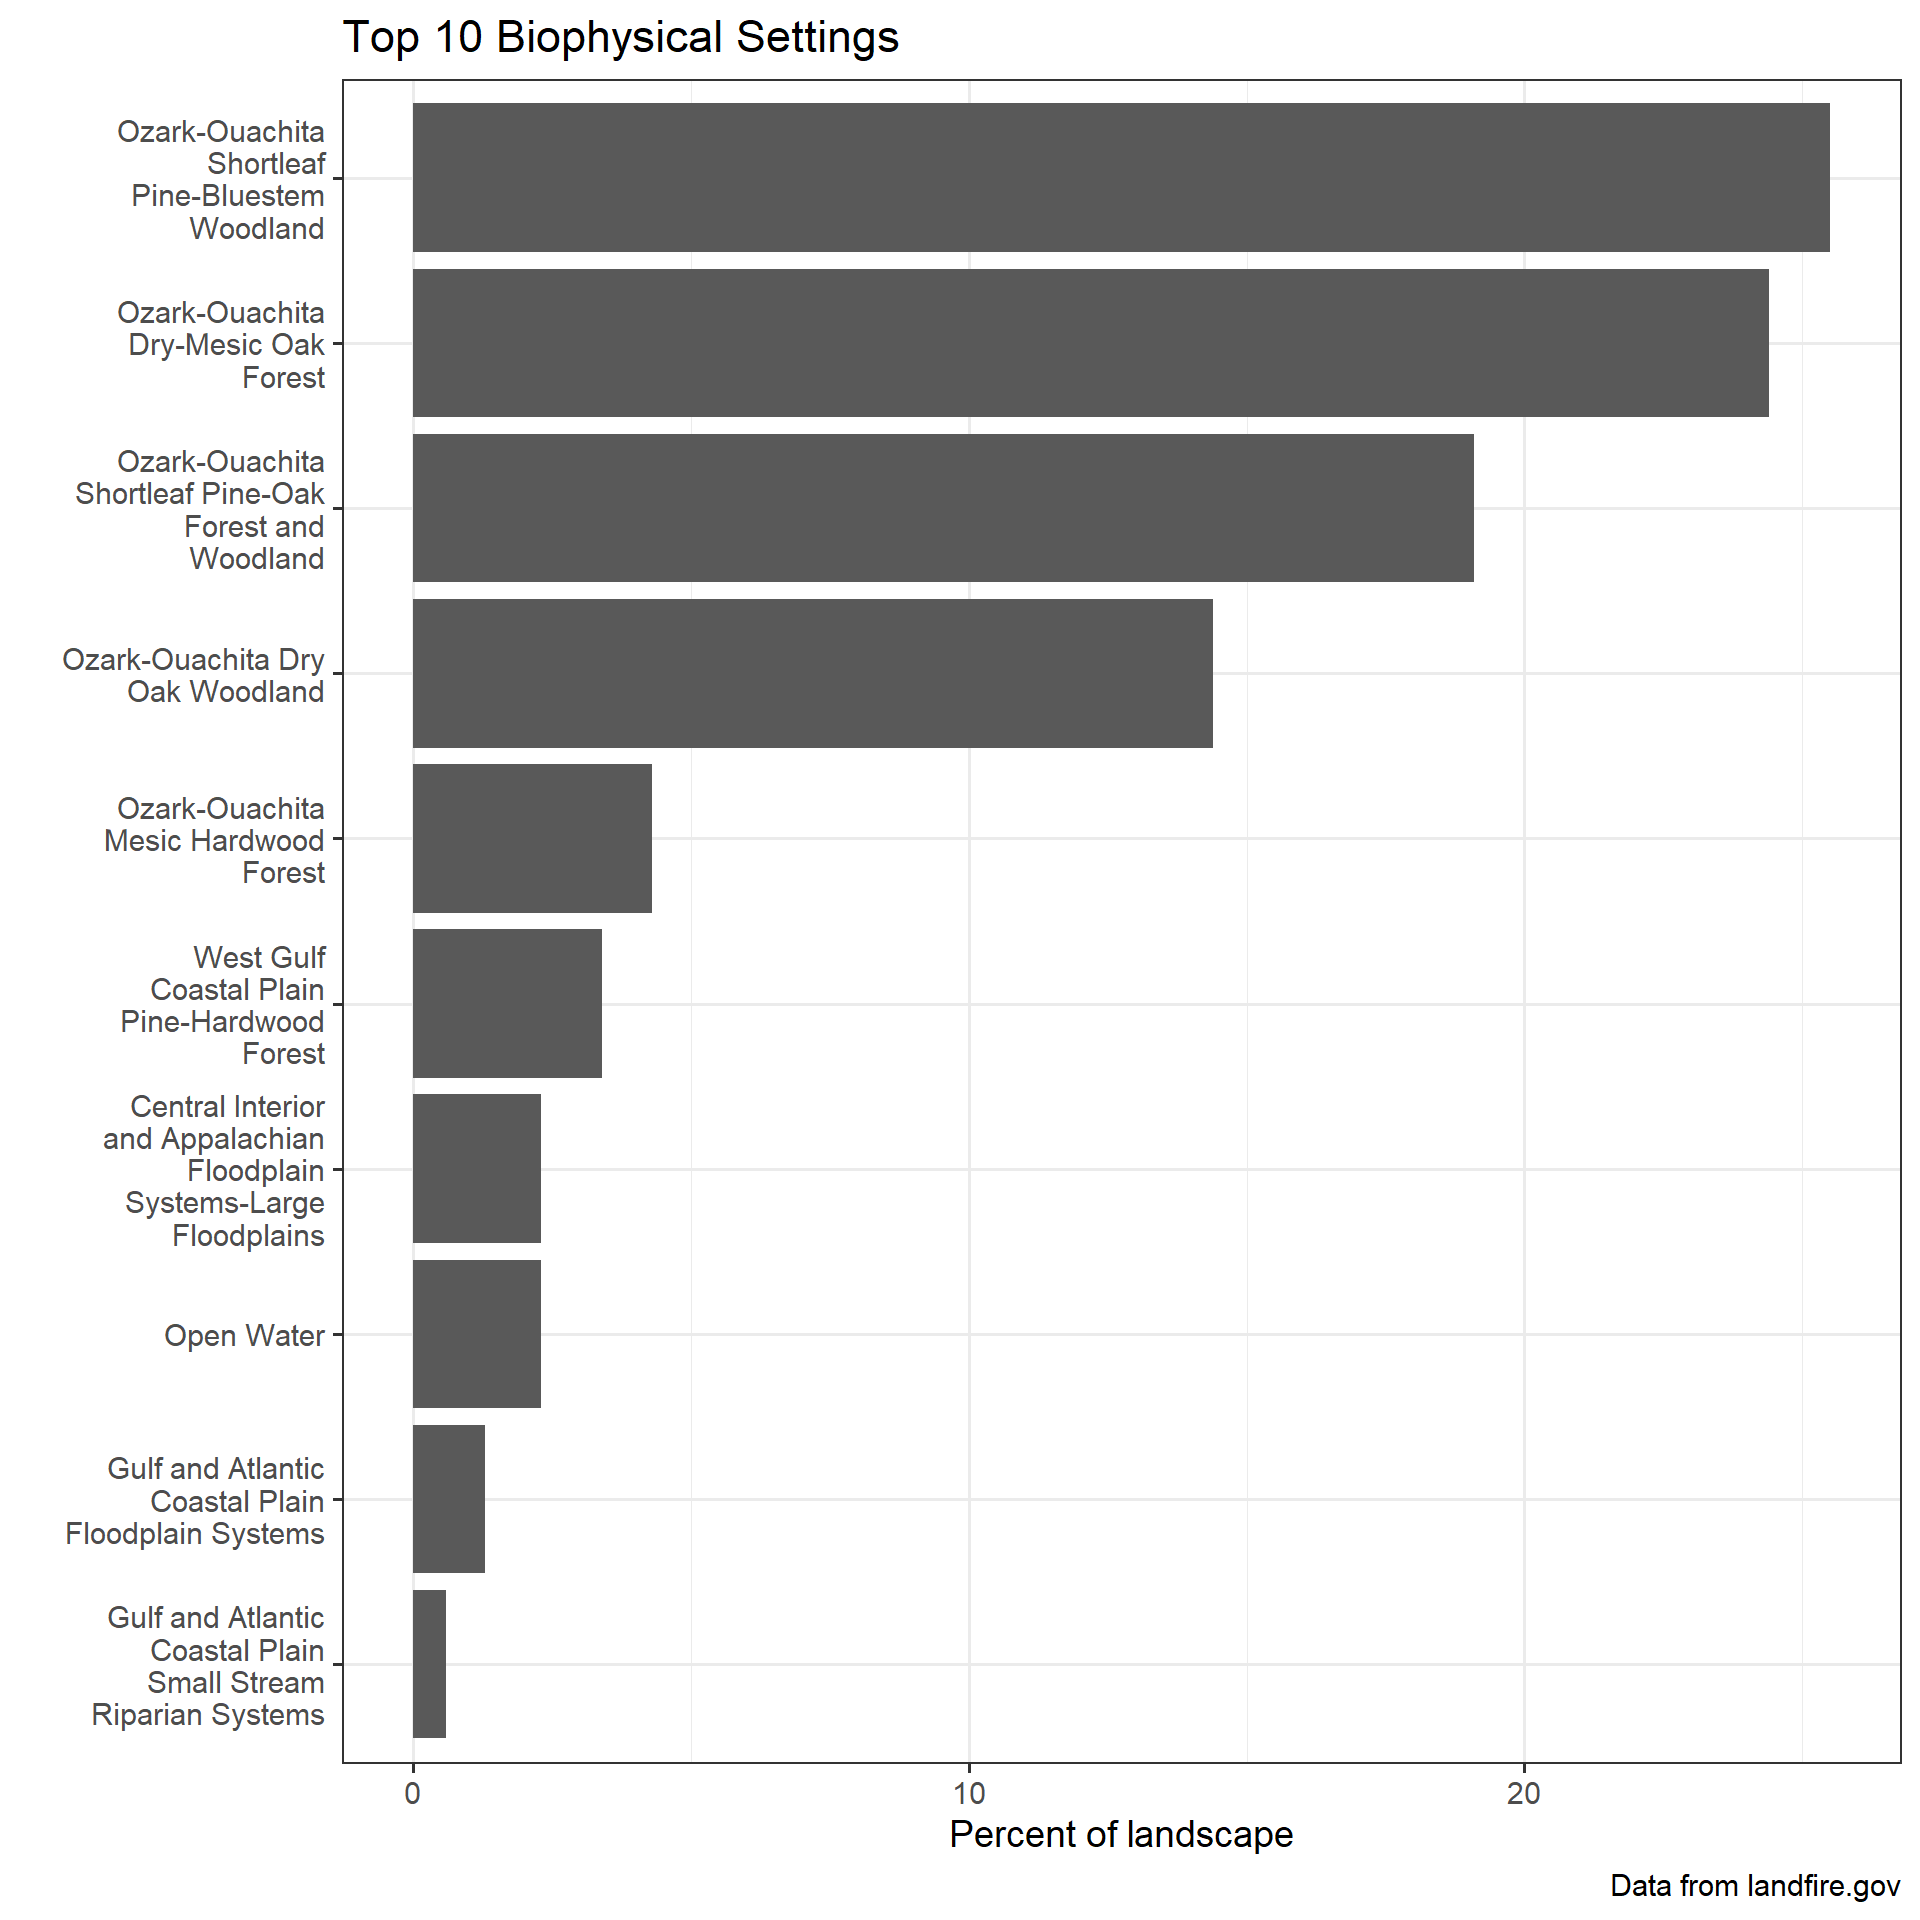 Top 10 Biophysical Settings
Ozark-Ouachita
Shortleaf
Pine-Bluestem
Woodland
Ozark-Ouachita
Dry-Mesic Oak
Forest
Ozark-Ouachita
Shortleaf Pine-Oak
Forest and
Woodland
Ozark-Ouachita Dry
Oak Woodland
Ozark-Ouachita
Mesic Hardwood
Forest
West Gulf
Coastal Plain
Pine-Hardwood
Forest
Central Interior
and Appalachian
Floodplain
Systems-Large
Floodplains
Open Water
Gulf and Atlantic
Coastal Plain
Floodplain Systems
Gulf and Atlantic
Coastal Plain
Small Stream
Riparian Systems
0 10 20
Percent of landscape
Data from landfire.gov